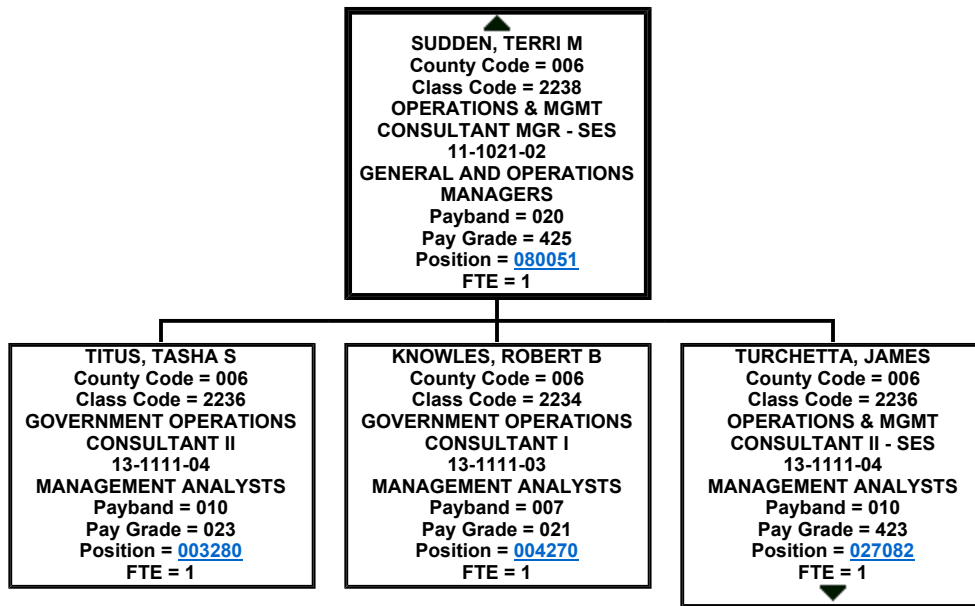 SUDDEN, TERRI M
County Code = 006
Class Code = 2238
OPERATIONS & MGMT
CONSULTANT MGR - SES
11-1021-02
GENERAL AND OPERATIONS
MANAGERS
Payband = 020
Pay Grade = 425
Position = 080051
FTE = 1
TITUS, TASHA S
County Code = 006
Class Code = 2236
GOVERNMENT OPERATIONS
CONSULTANT II
13-1111-04
MANAGEMENT ANALYSTS
Payband = 010
Pay Grade = 023
Position = 003280
FTE = 1
KNOWLES, ROBERT B
County Code = 006
Class Code = 2234
GOVERNMENT OPERATIONS
CONSULTANT I
13-1111-03
MANAGEMENT ANALYSTS
Payband = 007
Pay Grade = 021
Position = 004270
FTE = 1
TURCHETTA, JAMES
County Code = 006
Class Code = 2236
OPERATIONS & MGMT
CONSULTANT II - SES
13-1111-04
MANAGEMENT ANALYSTS
Payband = 010
Pay Grade = 423
Position = 027082
FTE = 1